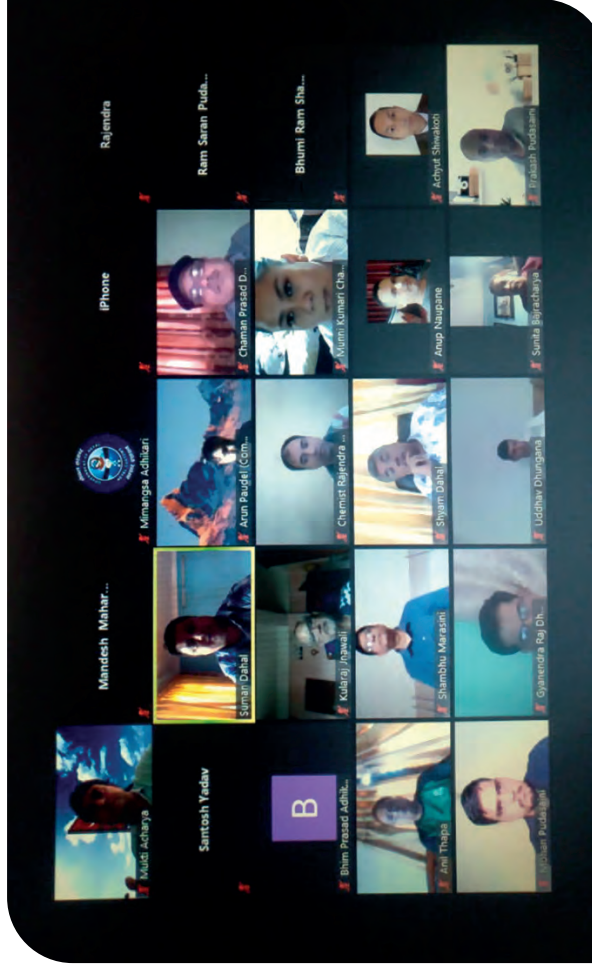 Mukti Acharya
Mandesh Mahar...
Mimangsa Adhikari
iPhone
Rajendra
Santosh Yadav
Suman Dahal
Arun Paudel (Com...
Chaman Prasad D...
Ram Saran Puda...
B
Bhim Prasad Adhik...
Kularaj Jnawali
Chemist Rajendra ...
Munni Kumari Cha...
Bhumi Ram Sha...
Anil Thapa
Shambhu Marasini
Shyam Dahal
Anup Naupane
Achyut Shiwakoti
Mohan Pudasaini
Gyanendra Raj Dh...
Uddhav Dhungana
Sunita Bajracharya
Prakash Pudasaini